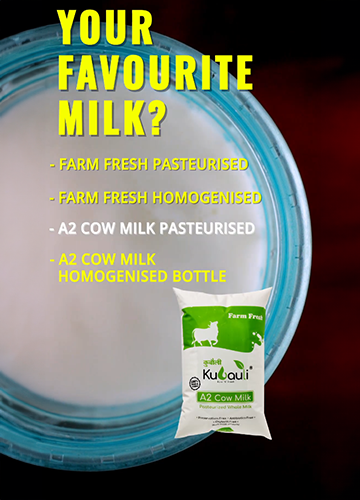 YOUR
FAVOURITE
MILK?
- FARM FRESH PASTEURISED
- FARM FRESH HOMOGENISED
- A2 COW MILK PASTEURISED
- A2 COW MILK
HOMOGENISED BOTTLE
Farm Fresh
कुबौली
Kubauli
A2 Cow Milk
Pasteurised Whole Milk